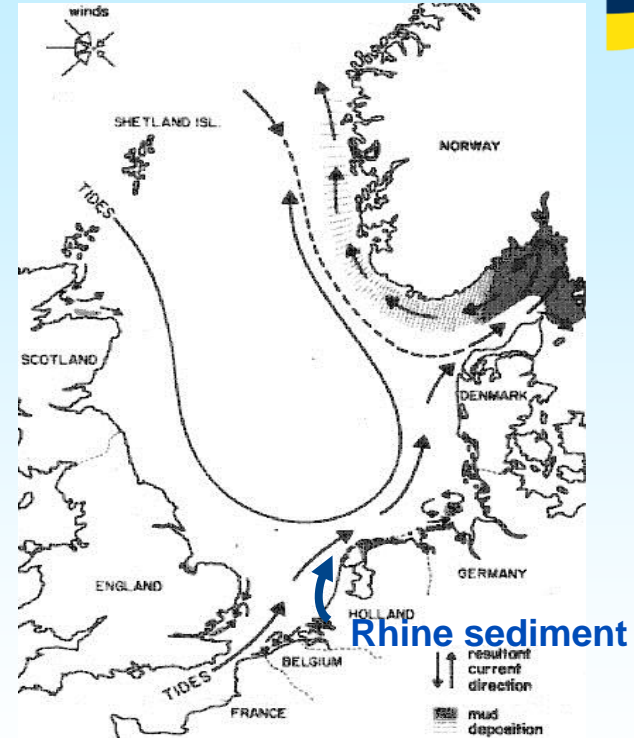 winds
SHETLAND ISL.
NORWAY
TIDES
SCOTLAND
DENMARK
ENGLAND
GERMANY
HOLLAND
Rhine sediment
BELGIUM
TIDES
FRANCE
resultant
current
direction
mud
deposition